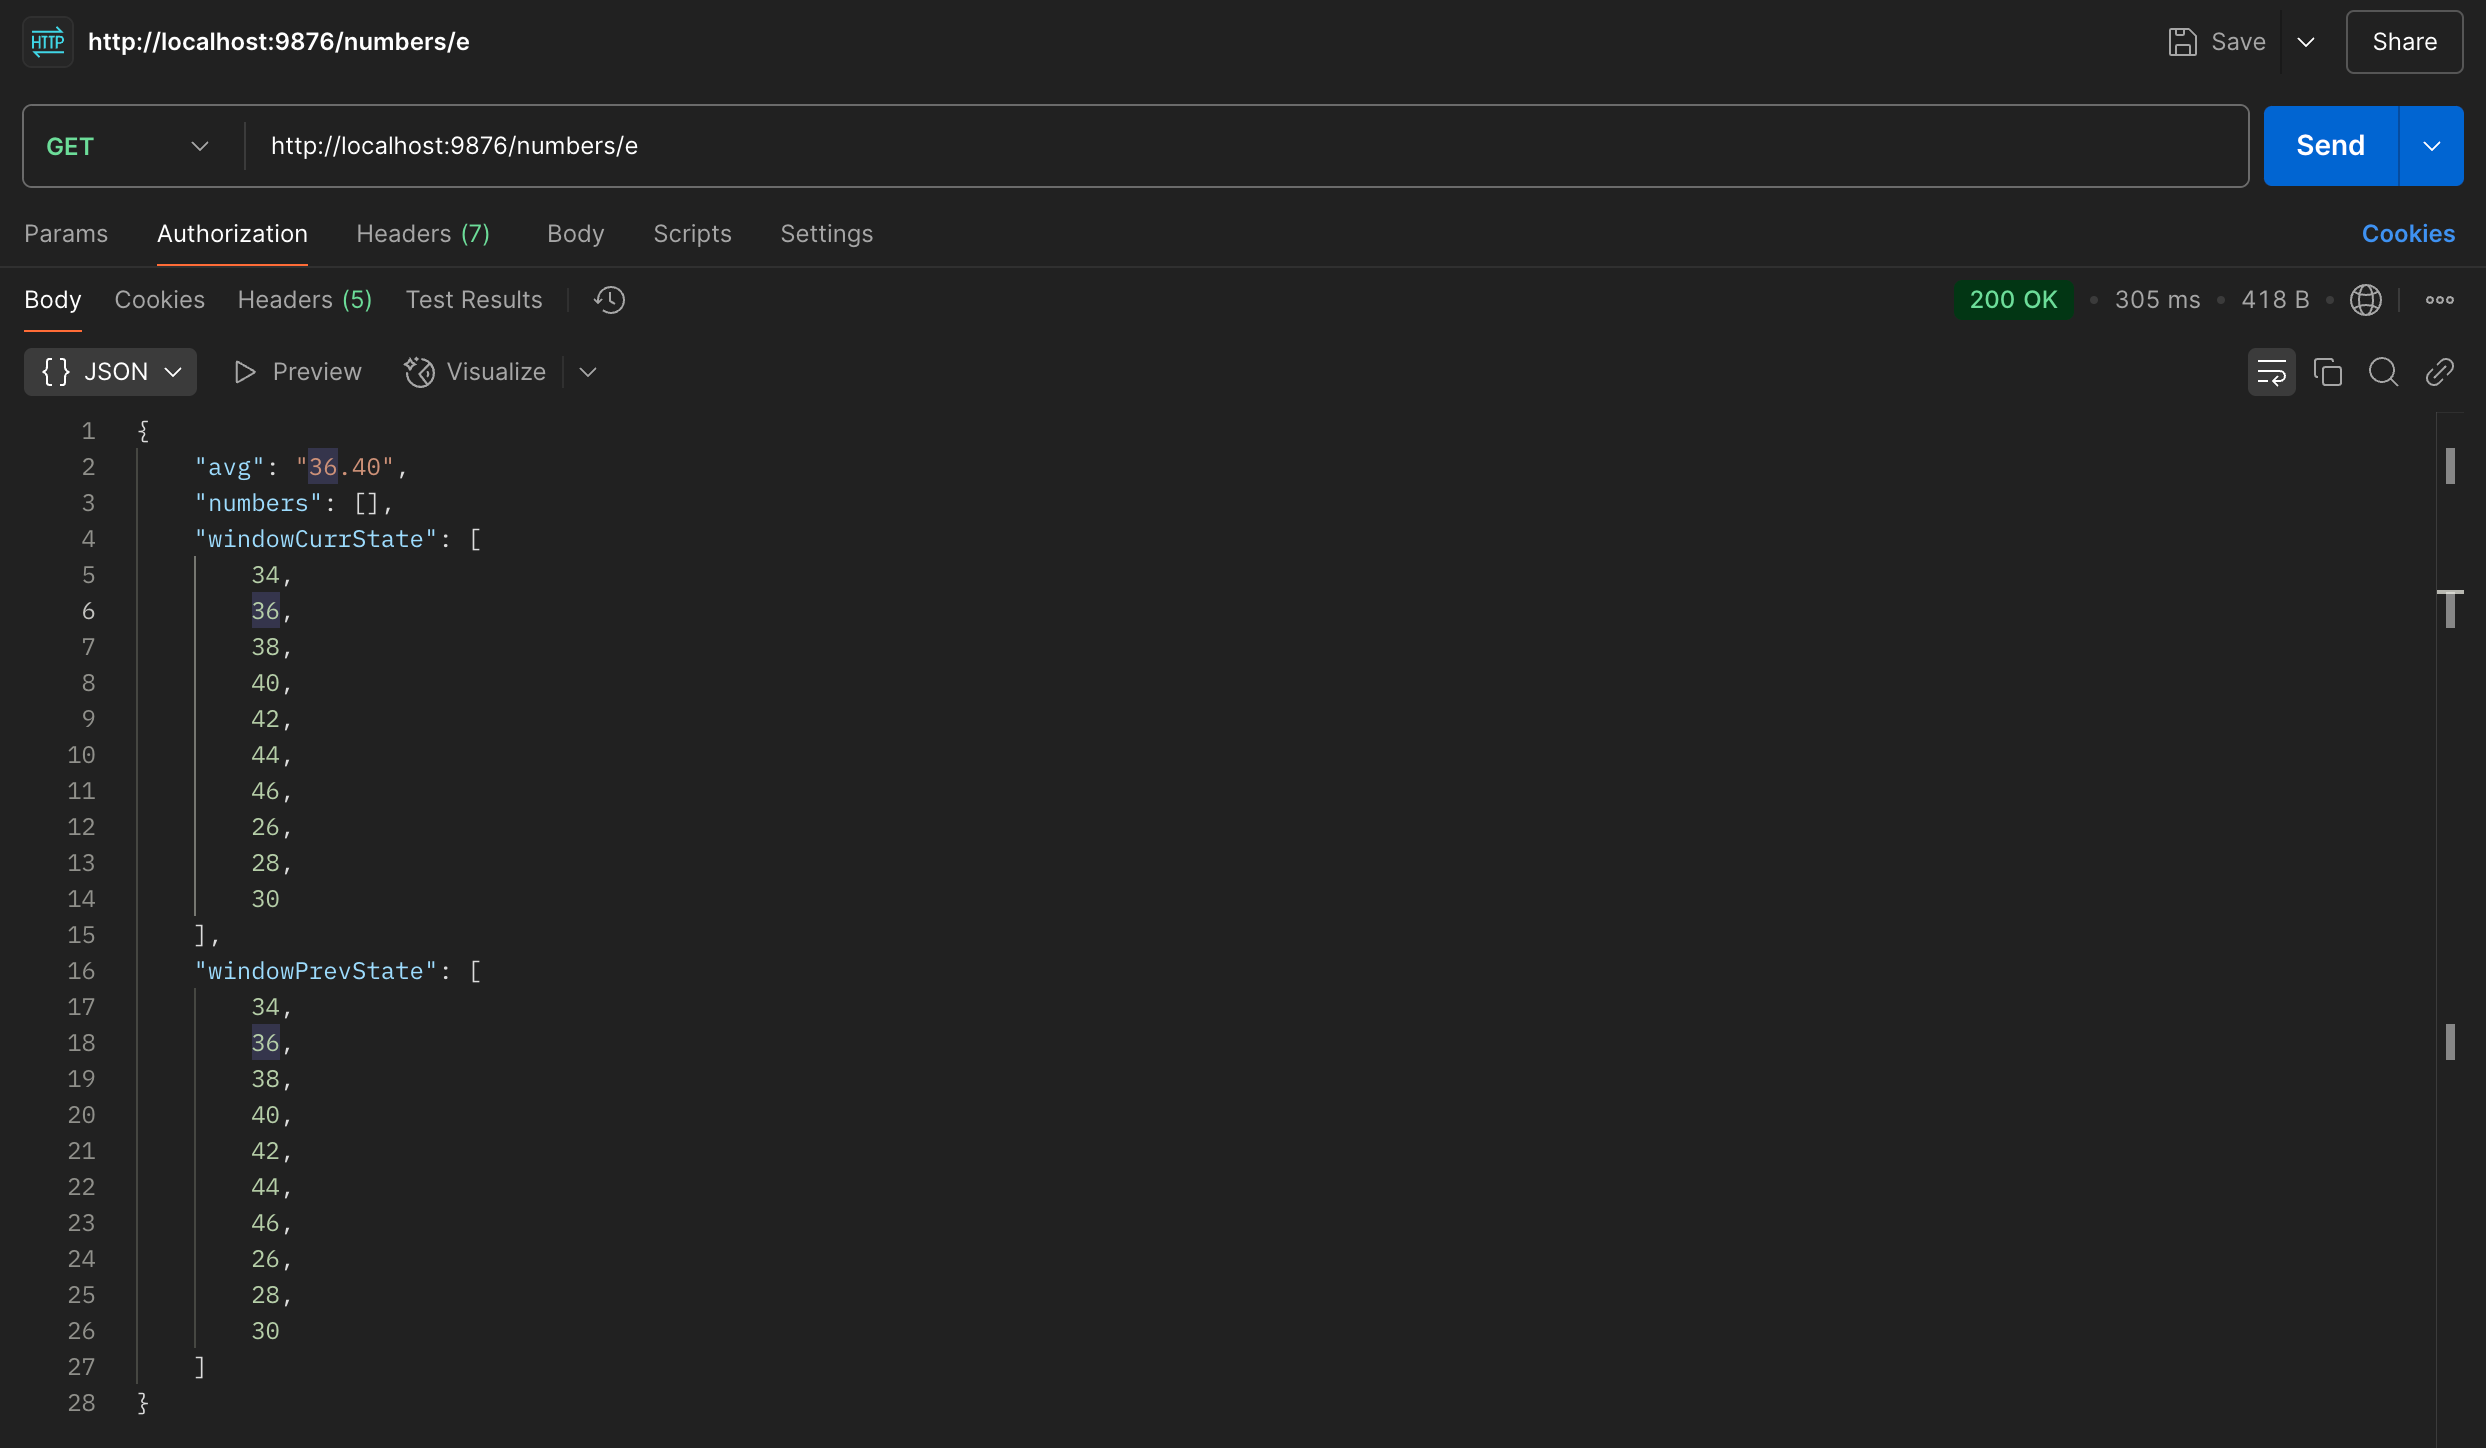 HTTP http://localhost:9876/numbers/e Save Share
GET http://localhost:9876/numbers/e Send
Params Authorization Headers (7) Body Scripts Settings Cookies
Body Cookies Headers (5) Test Results 200 OK • 305 ms • 418 B •
{} JSON Preview Visualize
1 {
2 "avg": "36.40",
3 "numbers": [],
4 "windowCurrState": [
5 34,
6 36,
7 38,
8 40,
9 42,
10 44,
11 46,
12 26,
13 28,
14 30
15 ],
16 "windowPrevState": [
17 34,
18 36,
19 38,
20 40,
21 42,
22 44,
23 46,
24 26,
25 28,
26 30
27 ]
28 }